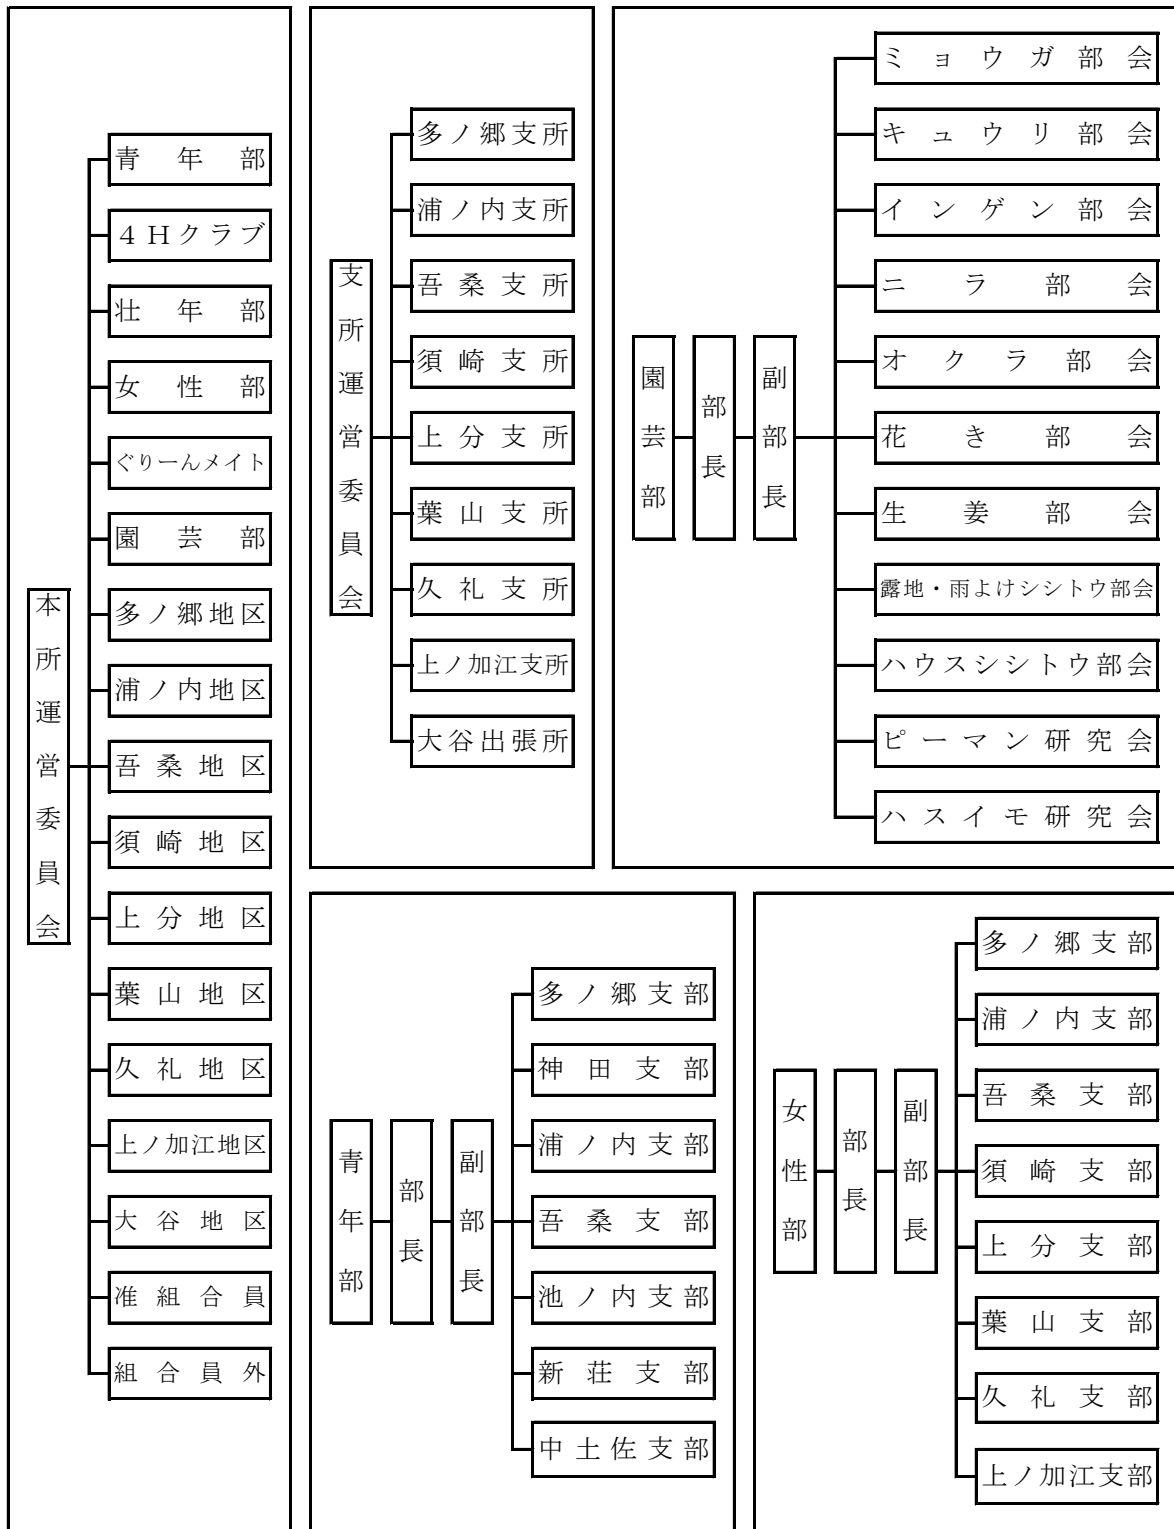 本所運営委員会
青年部
４Ｈクラブ
壮年部
女性部
ぐりーんメイト
園芸部
多ノ郷地区
浦ノ内地区
吾桑地区
須崎地区
上分地区
葉山地区
久礼地区
上ノ加江地区
大谷地区
准組合員
組合員外
支所運営委員会
多ノ郷支所
浦ノ内支所
吾桑支所
須崎支所
上分支所
葉山支所
久礼支所
上ノ加江支所
大谷出張所
園芸部
部長
副部長
ミョウガ部会
キュウリ部会
インゲン部会
ニラ部会
オクラ部会
花き部会
生姜部会
露地・雨よけシシトウ部会
ハウスシシトウ部会
ピーマン研究会
ハスイモ研究会
青年部
部長
副部長
多ノ郷支部
神田支部
浦ノ内支部
吾桑支部
池ノ内支部
新荘支部
中土佐支部
女性部
部長
副部長
多ノ郷支部
浦ノ内支部
吾桑支部
須崎支部
上分支部
葉山支部
久礼支部
上ノ加江支部